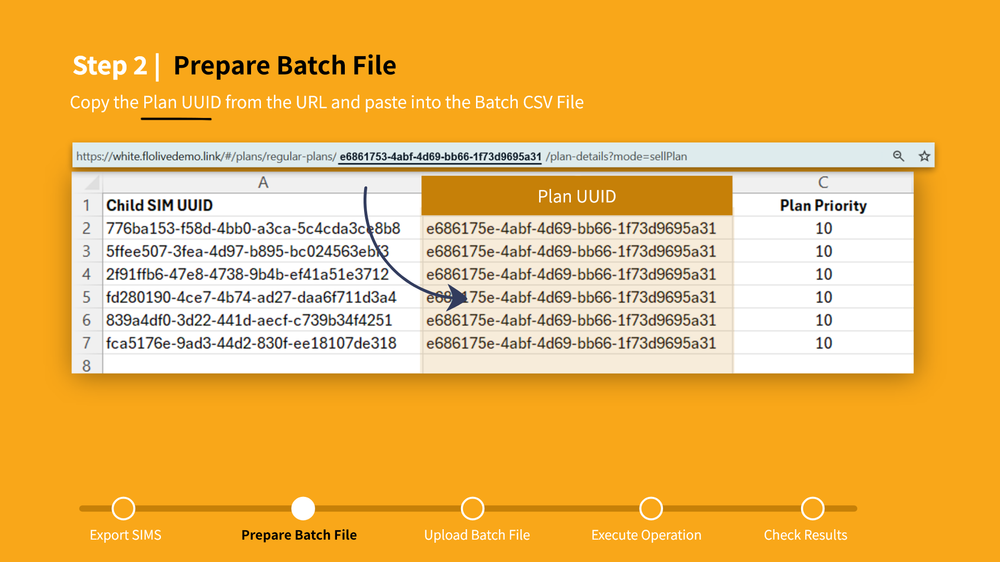 Step 2 | Prepare Batch File
Copy the Plan UUID from the URL and paste into the Batch CSV File
https://white.flolivedemo.link/#/plans/regular-plans/ e6861753-4abf-4d69-bb66-1f73d9695a31 /plan-details?mode=sellPlan
A Plan UUID C
1 Child SIM UUID Plan Priority
2 776ba153-f58d-4bb0-a3ca-5c4cda3ce8b8 e686175e-4abf-4d69-bb66-1f73d9695a31 10
3 5ffee507-3fea-4d97-b895-bc024563ebf3 e686175e-4abf-4d69-bb66-1f73d9695a31 10
4 2f91ffb6-47e8-4738-9b4b-ef41a51e3712 e686175e-4abf-4d69-bb66-1f73d9695a31 10
5 fd280190-4ce7-4b74-ad27-daa6f711d3a4 e686175e-4abf-4d69-bb66-1f73d9695a31 10
6 839a4df0-3d22-441d-aecf-c739b34f4251 e686175e-4abf-4d69-bb66-1f73d9695a31 10
7 fca5176e-9ad3-44d2-830f-ee18107de318 e686175e-4abf-4d69-bb66-1f73d9695a31 10
8
Export SIMS Prepare Batch File Upload Batch File Execute Operation Check Results